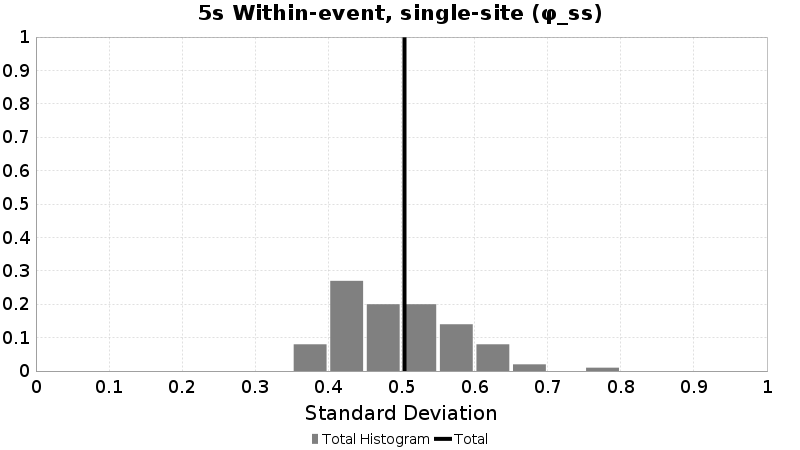 5s Within-event, single-site (φ_ss)
1
0.9
0.8
0.7
0.6
0.5
0.4
0.3
0.2
0.1
0
0 0.1 0.2 0.3 0.4 0.5 0.6 0.7 0.8 0.9 1
Standard Deviation
Total Histogram Total